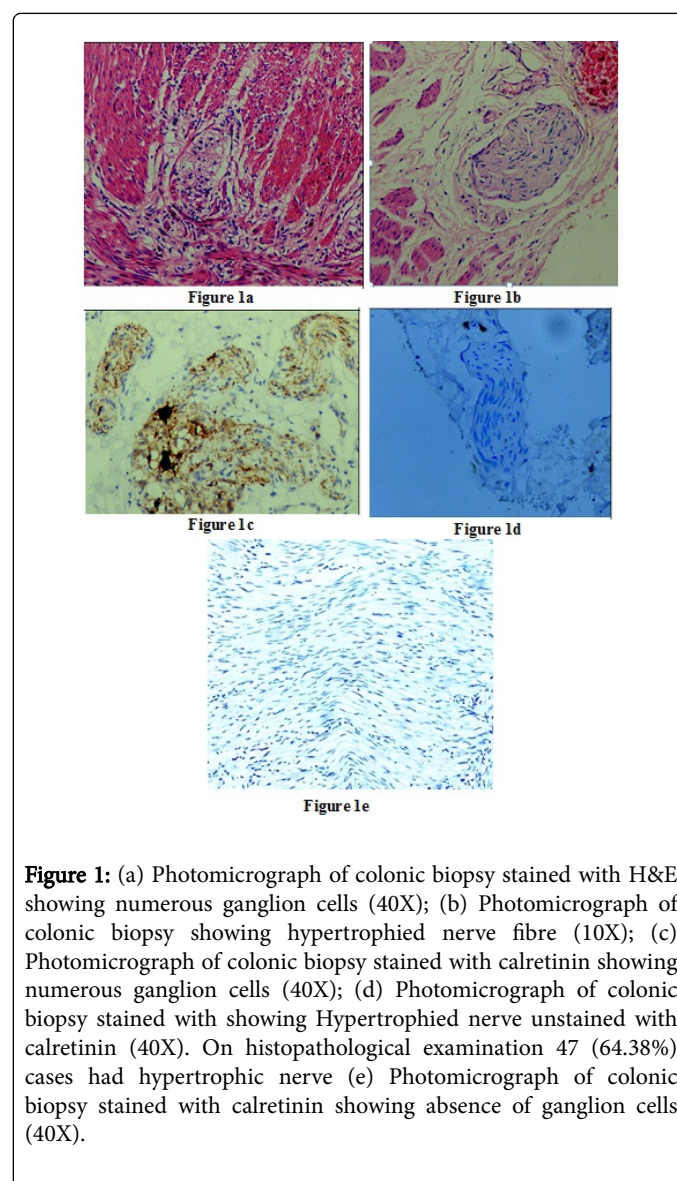 Figure 1a
Figure 1b
Figure 1c
Figure 1d
Figure 1e
Figure 1: (a) Photomicrograph of colonic biopsy stained with H&E
showing numerous ganglion cells (40X); (b) Photomicrograph of
colonic biopsy showing hypertrophied nerve fibre (10X); (c)
Photomicrograph of colonic biopsy stained with calretinin showing
numerous ganglion cells (40X); (d) Photomicrograph of colonic
biopsy stained with showing Hypertrophied nerve unstained with
calretinin (40X). On histopathological examination 47 (64.38%)
cases had hypertrophic nerve (e) Photomicrograph of colonic
biopsy stained with calretinin showing absence of ganglion cells
(40X).